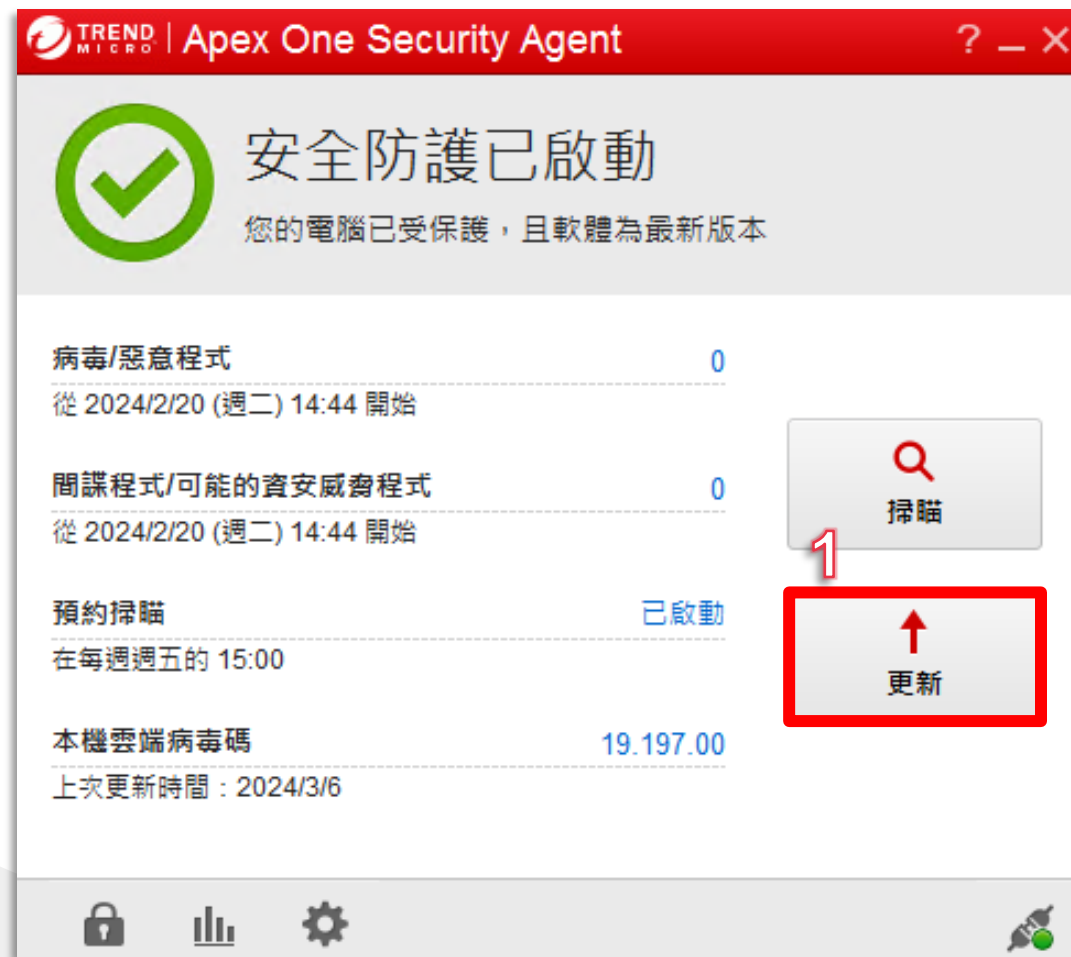 TREND MICRO | Apex One Security Agent
安全防護已啟動
您的電腦已受保護，且軟體為最新版本
病毒/惡意程式 0
從 2024/2/20 (週二) 14:44 開始
間諜程式/可能的資安威脅程式 0
從 2024/2/20 (週二) 14:44 開始
掃瞄
1
預約掃瞄 已啟動
在每週週五的 15:00
更新
本機雲端病毒碼 19.197.00
上次更新時間：2024/3/6